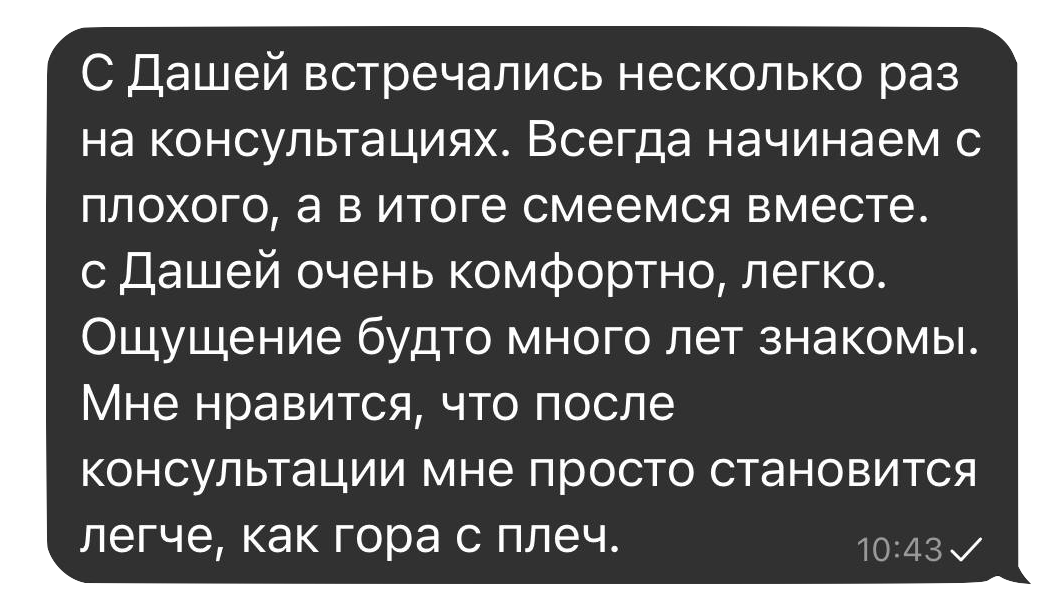 С Дашей встречались несколько раз
на консультациях. Всегда начинаем с
плохого, а в итоге смеемся вместе.
с Дашей очень комфортно, легко.
Ощущение будто много лет знакомы.
Мне нравится, что после
консультации мне просто становится
легче, как гора с плеч.
10:43